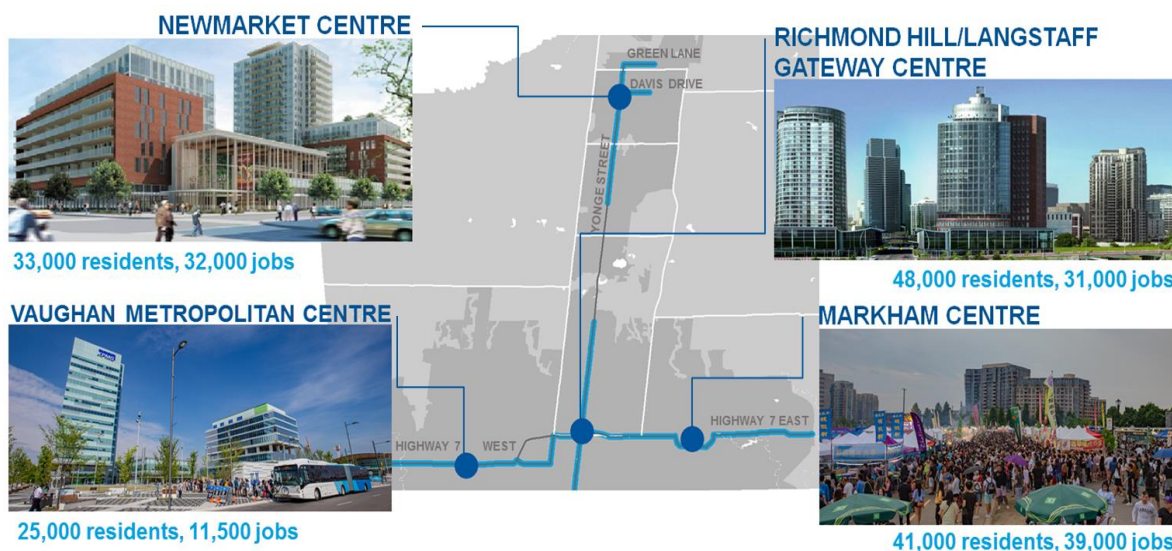 NEWMARKET CENTRE
33,000 residents, 32,000 jobs
RICHMOND HILL/LANGSTAFF
GATEWAY CENTRE
48,000 residents, 31,000 jobs
GREEN LANE
DAVIS DRIVE
YONGE STREET
VAUGHAN METROPOLITAN CENTRE
KPMG
25,000 residents, 11,500 jobs
HIGHWAY 7 WEST
HIGHWAY 7 EAST
MARKHAM CENTRE
41,000 residents, 39,000 jobs